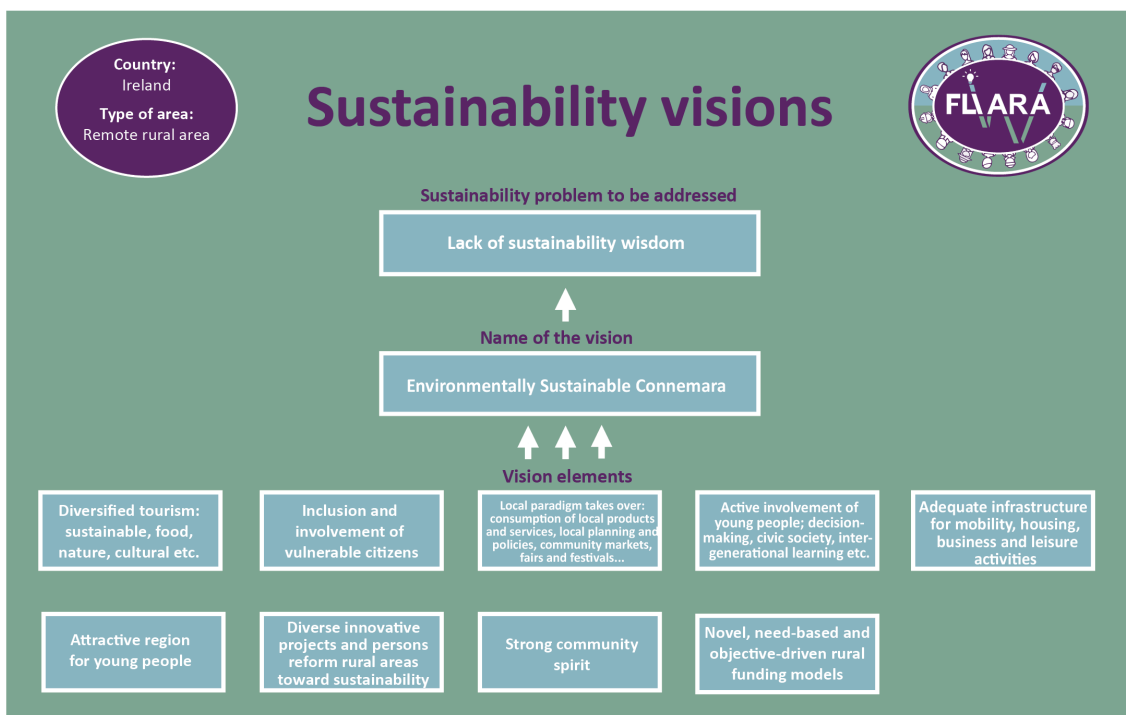 Country:
Ireland
Type of area:
Remote rural area
Sustainability visions
FLIARA
Sustainability problem to be addressed
Lack of sustainability wisdom
Name of the vision
Environmentally Sustainable Connemara
Vision elements
Diversified tourism:
sustainable, food,
nature, cultural etc.
Inclusion and
involvement of
vulnerable citizens
Local paradigm takes over:
consumption of local products
and services, local planning and
policies, community markets,
fairs and festivals...
Active involvement of
young people; decision-
making, civic society, inter-
generational learning etc.
Adequate infrastructure
for mobility, housing,
business and leisure
activities
Attractive region
for young people
Diverse innovative
projects and persons
reform rural areas
toward sustainability
Strong community
spirit
Novel, need-based and
objective-driven rural
funding models